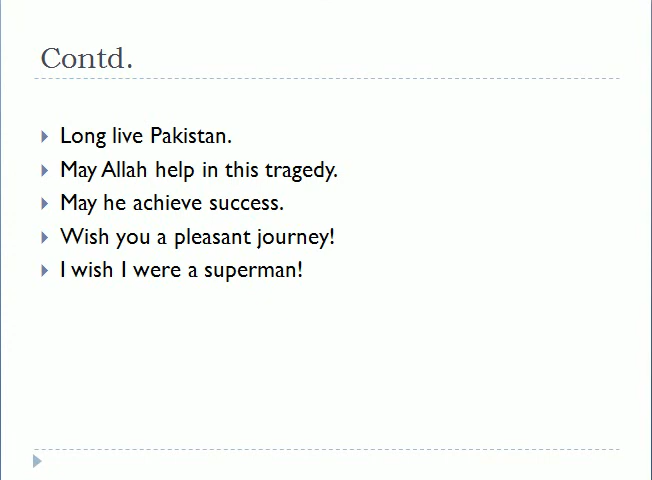 Contd.
Long live Pakistan.
May Allah help in this tragedy.
May he achieve success.
Wish you a pleasant journey!
I wish I were a superman!